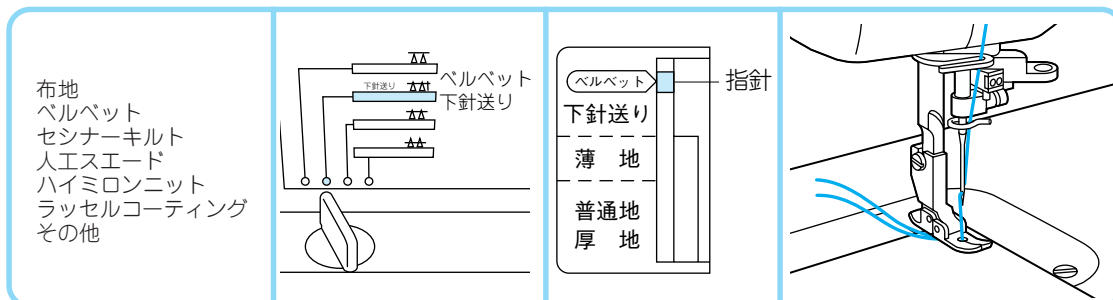 布地
ベルベット
セシナーキルト
人工スエード
ハイミロンニット
ラッセルコーティング
その他
下針送り
ベルベット
下針送り
ベルベット
指針
下針送り
薄 地
普通地
厚 地